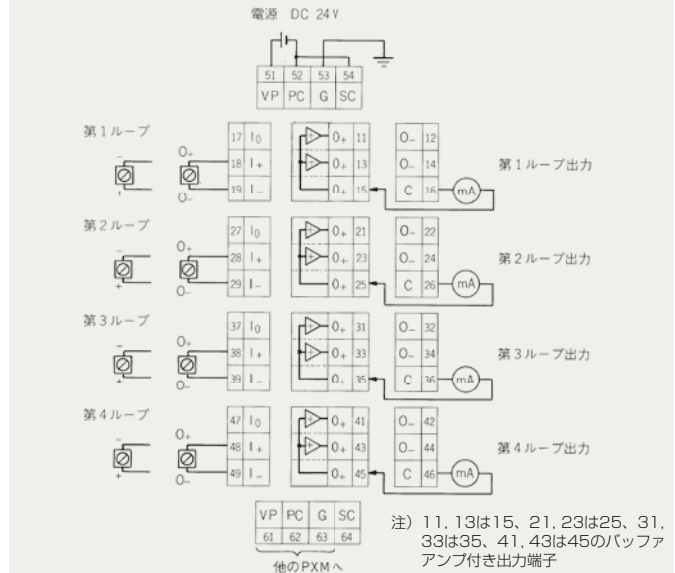 電源 DC 24V
51 52 53 54
VP PC G SC
第1ループ
- O+ 17 I0 O+ 11 O- 12
18 I+ O+ 13 O- 14 第1ループ出力
+ O- 19 I- O+ 15 C 16 mA
第2ループ
- O+ 27 I0 O+ 21 O- 22
28 I+ O+ 23 O- 24 第2ループ出力
+ O- 29 I- O+ 25 C 26 mA
第3ループ
- O+ 37 I0 O+ 31 O- 32
38 I+ O+ 33 O- 34 第3ループ出力
+ O- 39 I- O+ 35 C 36 mA
第4ループ
- O+ 47 I0 O+ 41 O- 42
48 I+ O+ 43 O- 44 第4ループ出力
+ O- 49 I- O+ 45 C 46 mA
VP PC G SC
61 62 63 64
他のPXMへ
注) 11, 13は15、21, 23は25、31,
33は35、41, 43は45のバッファ
アンプ付き出力端子